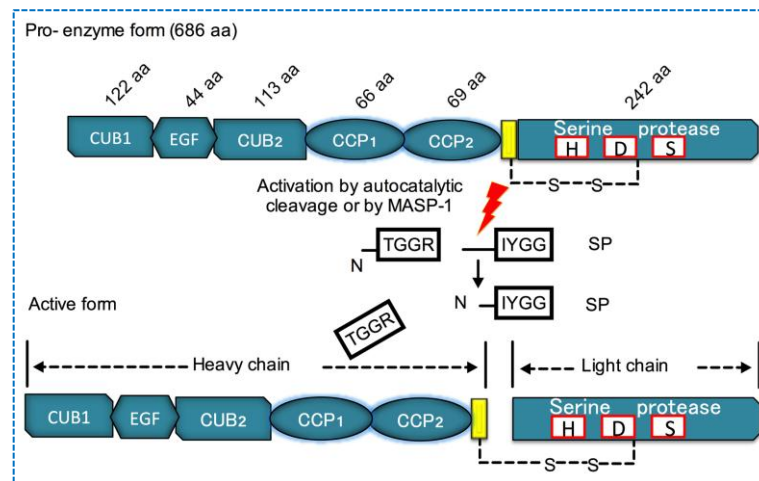 Pro- enzyme form (686 aa)
122 aa 44 aa 113 aa 66 aa 69 aa 242 aa
CUB1 EGF CUB2 CCP1 CCP2 Serine protease
H D S
S S
Activation by autocatalytic
cleavage or by MASP-1
TGGR IYGG SP
N
N IYGG SP
Active form
TGGR
Heavy chain Light chain
CUB1 EGF CUB2 CCP1 CCP2 Serine protease
H D S
S S